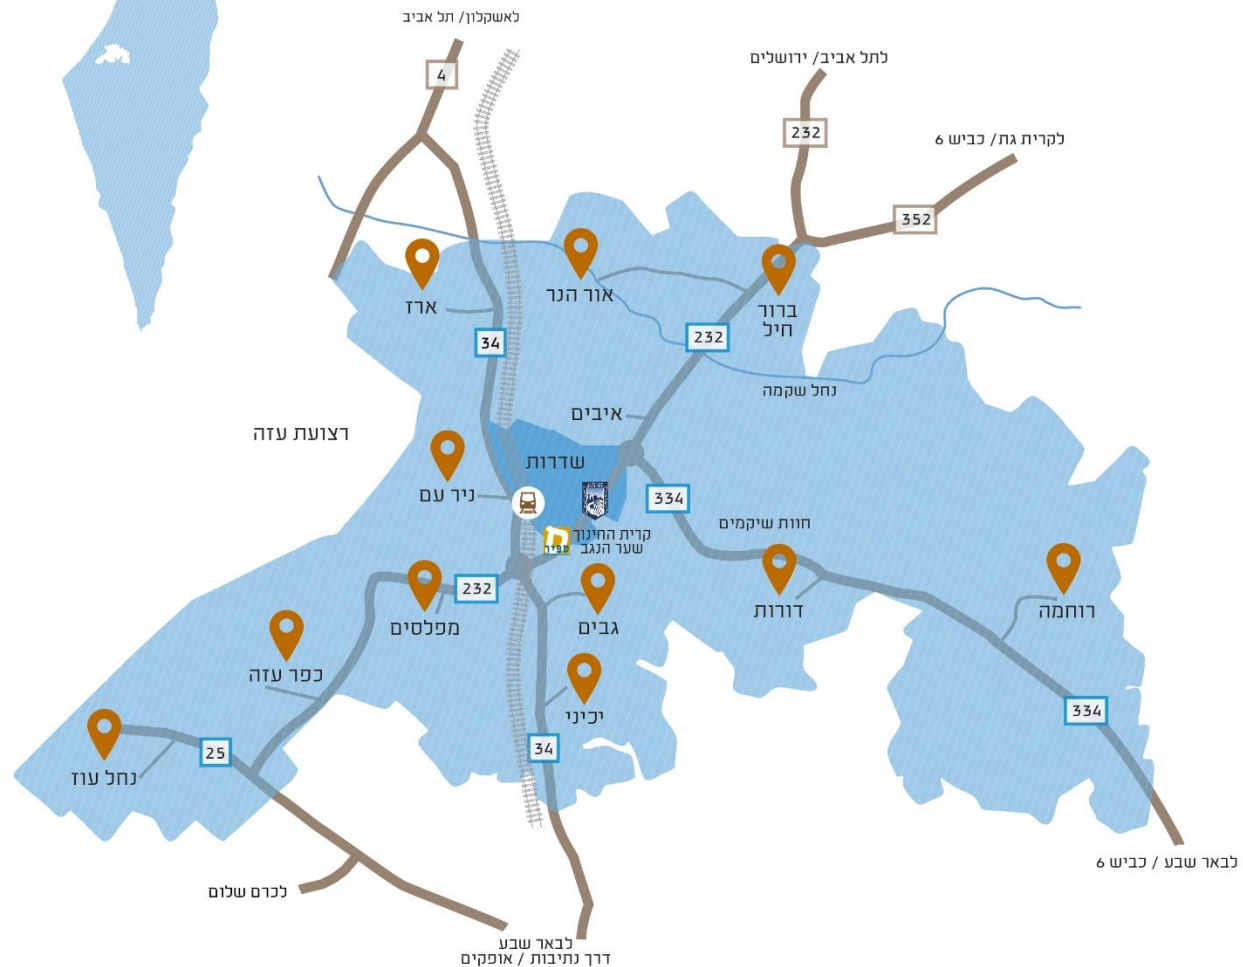 לאשקלון/ תל אביב
4
לתל אביב/ ירושלים
232
לקרית גת/ כביש 6
352
ארז
אור הנר
ברור
חיל
34
232
נחל שקמה
איבים
רצועת עזה
שדרות
ניר עם
334
חוות שיקמים
קרית החינוך
שער הנגב
ספיר
232
מפלסים
גבים
דורות
רוחמה
כפר עזה
יכיני
334
25
34
נחל עוז
לבאר שבע / כביש 6
לכרם שלום
לבאר שבע
דרך נתיבות / אופקים